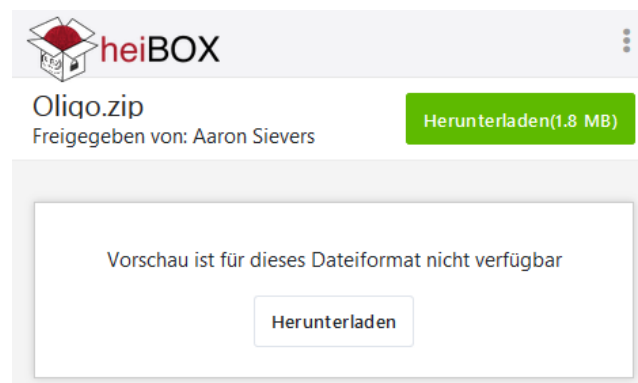 heiBOX
Oligo.zip
Freigegeben von: Aaron Sievers
Herunterladen(1.8 MB)
Vorschau ist für dieses Dateiformat nicht verfügbar
Herunterladen